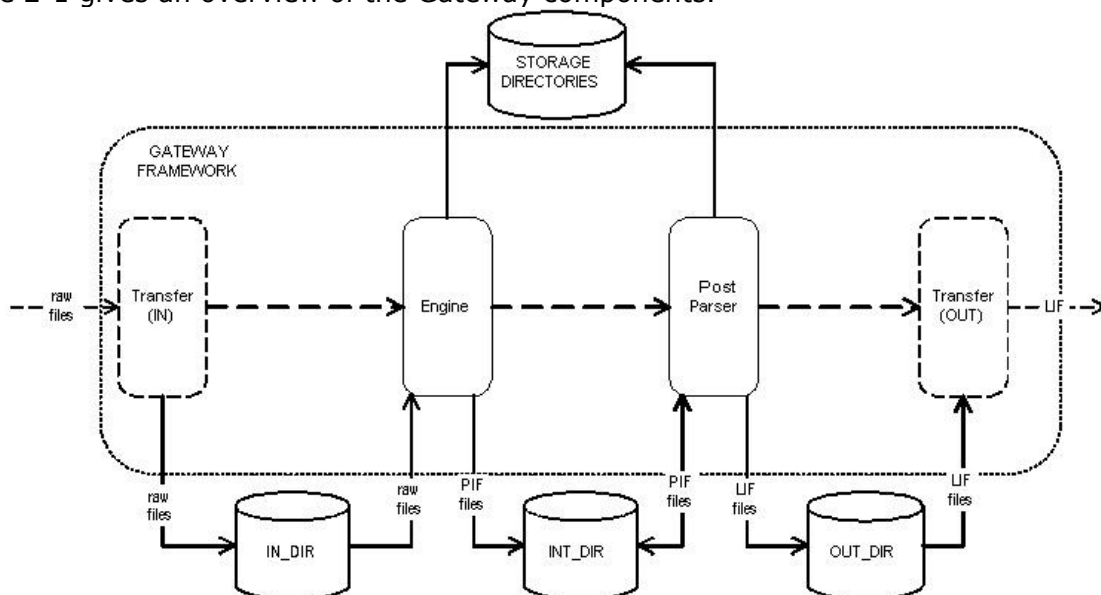 e 2-1 gives an overview of the Gateway components.
STORAGE
DIRECTORIES
GATEWAY
FRAMEWORK
raw
files
Transfer
(IN)
Engine
Post
Parser
Transfer
(OUT)
LIF
raw
files
raw
files
PIF
files
PIF
files
LIF
files
LIF
files
IN_DIR
INT_DIR
OUT_DIR